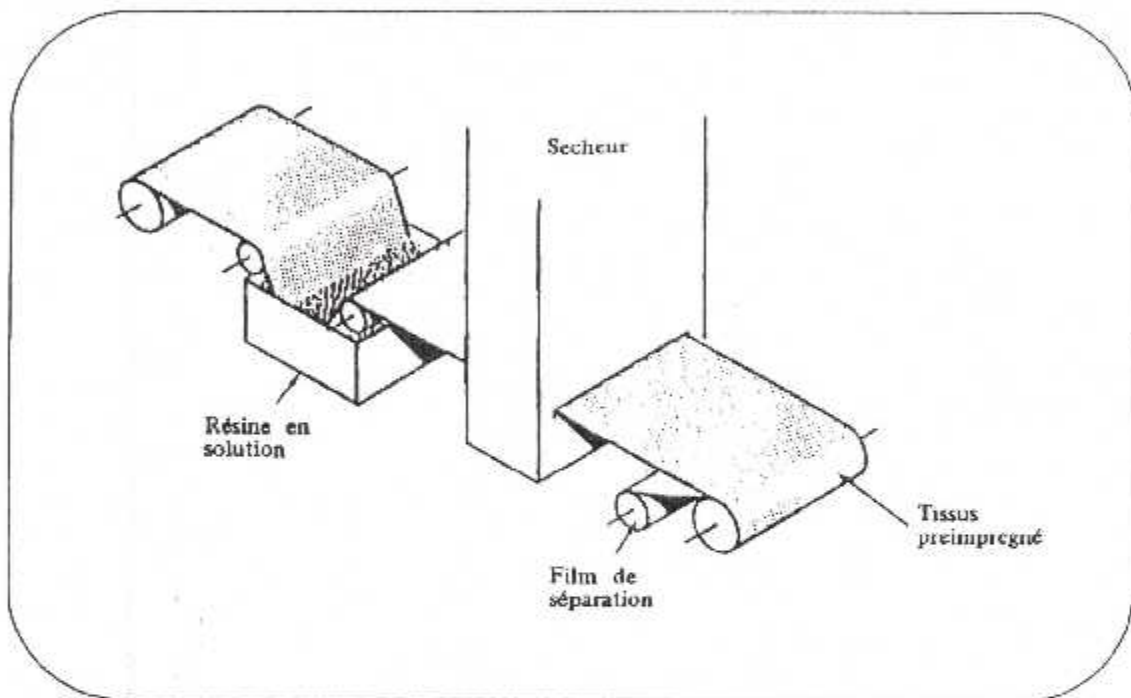 Secheur
Résine en
solution
Tissus
preimpregné
Film de
séparation